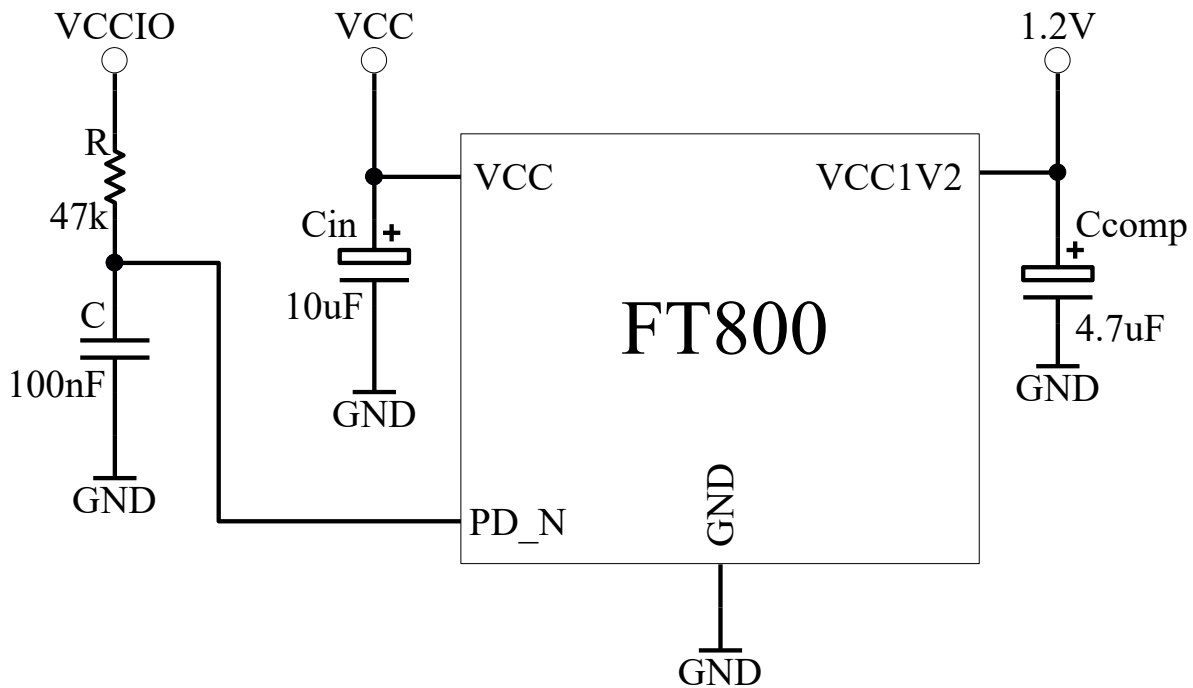 VCCIO
VCC
1.2V
R
47k
VCC
VCC1V2
Cin
+
10uF
Ccomp
+
4.7uF
C
100nF
FT800
GND
GND
GND
PD_N
GND
GND